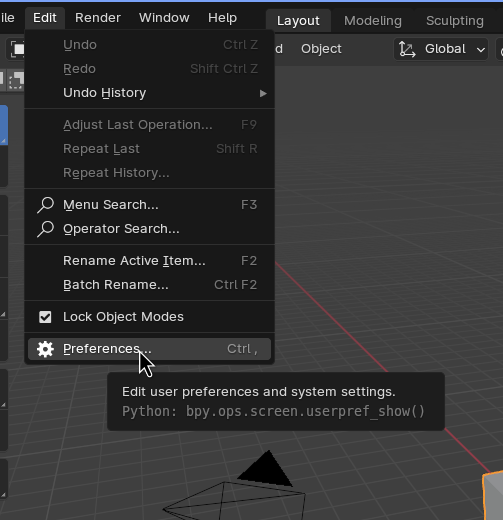 ile Edit Render Window Help Layout Modeling Sculpting
d Object Global
Undo Ctrl Z
Redo Shift Ctrl Z
Undo History
Adjust Last Operation... F9
Repeat Last Shift R
Repeat History...
Menu Search... F3
Operator Search...
Rename Active Item... F2
Batch Rename... Ctrl F2
Lock Object Modes
Preferences... Ctrl ,
Edit user preferences and system settings.
Python: bpy.ops.screen.userpref_show()